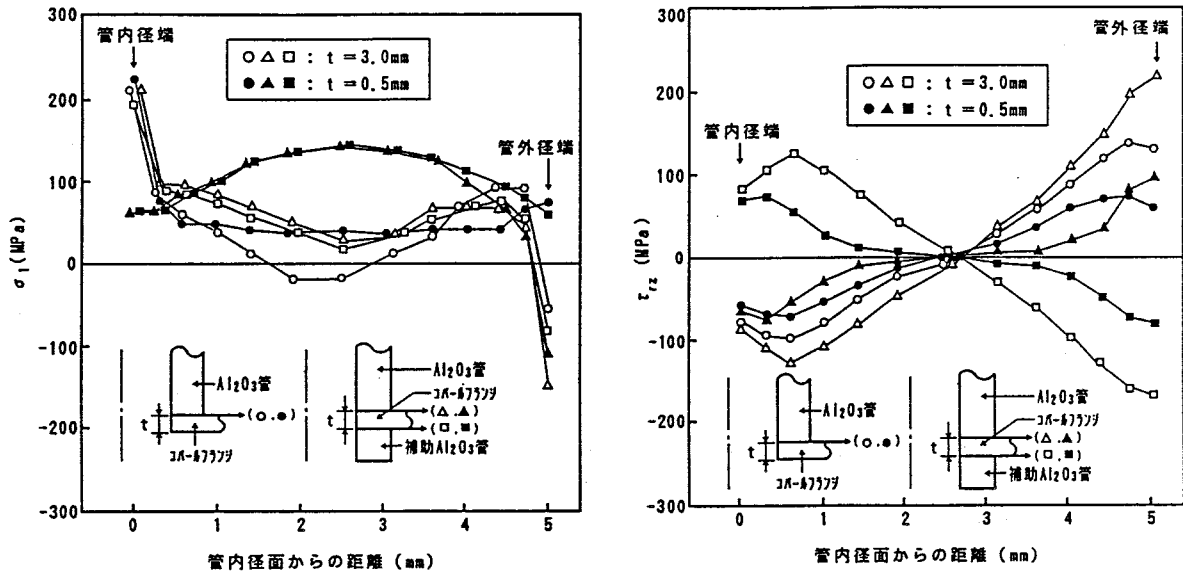 300
管内径端
○ △ □ : t=3.0mm
● ▲ ■ : t=0.5mm
200
管外径端
100
σ₁(MPa)
0
Al₂O₃管
Al₂O₃管
コバールフランジ
-100
(○,●)
(△,▲)
(□,■)
t
t
補助Al₂O₃管
-200
コバールフランジ
-300
0 1 2 3 4 5
管内径面からの距離 (mm)
300
管外径端
○ △ □ : t=3.0mm
● ▲ ■ : t=0.5mm
200
管内径端
100
τrz (MPa)
0
-100
Al₂O₃管
Al₂O₃管
コバールフランジ
(○,●)
(△,▲)
(□,■)
t
t
補助Al₂O₃管
-200
コバールフランジ
-300
0 1 2 3 4 5
管内径面からの距離 (mm)